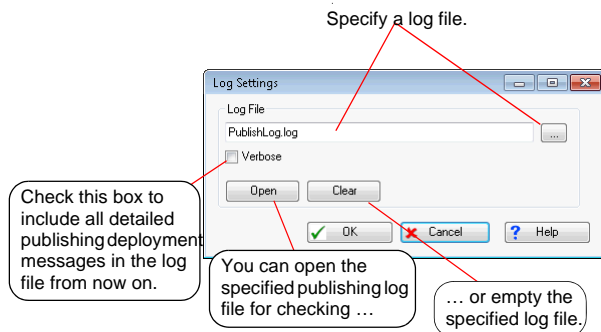 Specify a log file.
Log Settings
Log File
PublishLog.log
...
Verbose
Open Clear
Check this box to
include all detailed
publishing deployment
messages in the log
file from now on.
OK Cancel ? Help
You can open the
specified publishing log
file for checking …
… or empty the
specified log file.